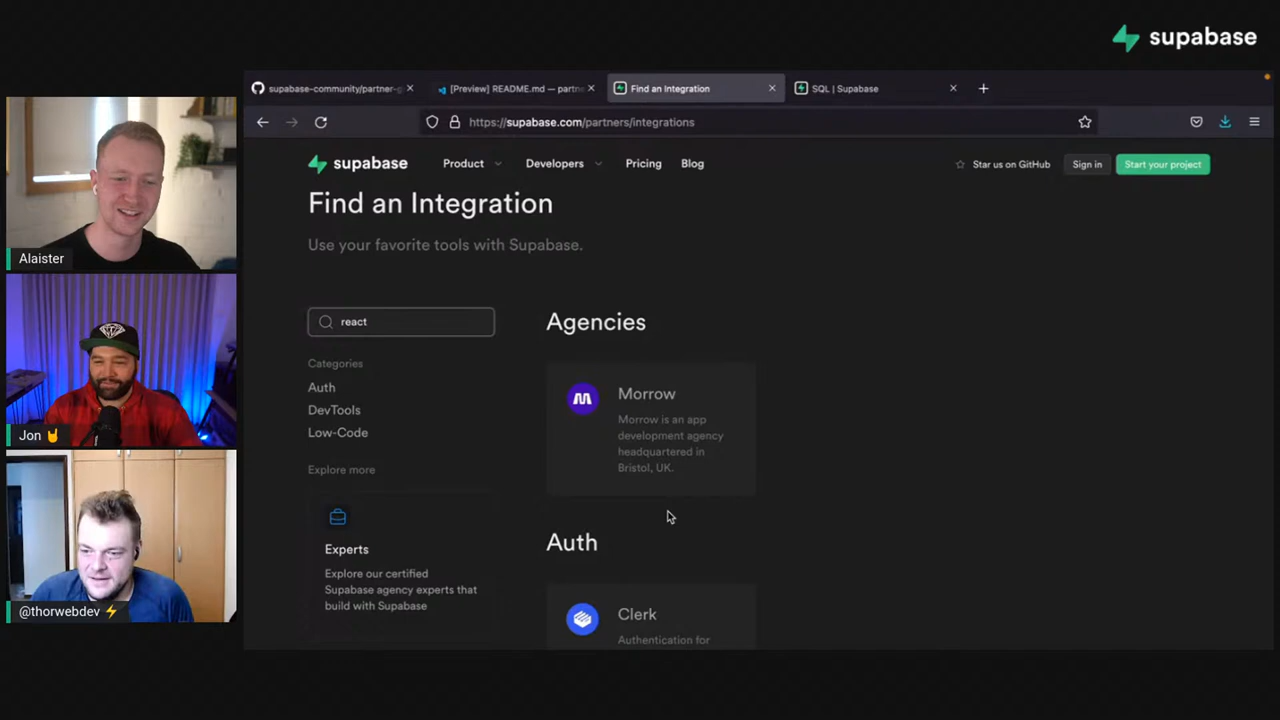 supabase
supabase-community/partner-g
[Preview] README.md — partne
Find an Integration
SQL | Supabase
https://supabase.com/partners/integrations
supabase
Product
Developers
Pricing
Blog
Star us on GitHub
Sign in
Start your project
Find an Integration
Use your favorite tools with Supabase.
react
Categories
Auth
DevTools
Low-Code
Explore more
Experts
Explore our certified
Supabase agency experts that
build with Supabase
Agencies
Morrow
Morrow is an app
development agency
headquartered in
Bristol, UK.
Auth
Clerk
Authentication for
Alaister
Jon 🤘
@thorwebdev ⚡